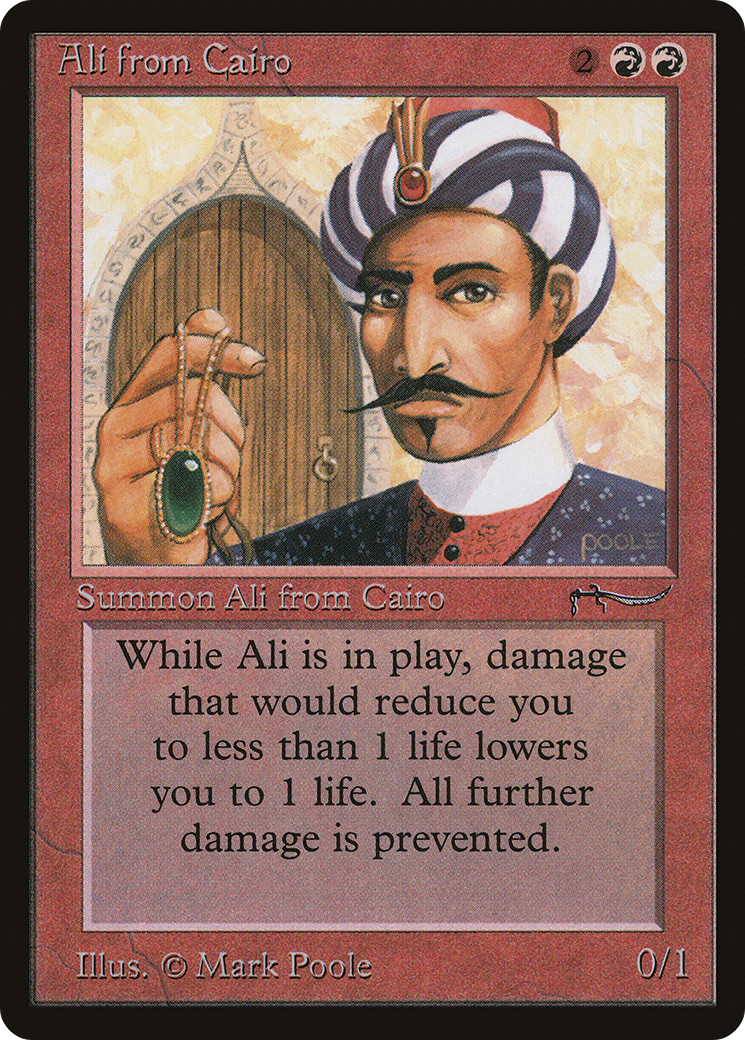 Ali from Cairo 2
POOLE
Summon Ali from Cairo
While Ali is in play, damage
that would reduce you
to less than 1 life lowers
you to 1 life. All further
damage is prevented.
Illus. © Mark Poole 0/1